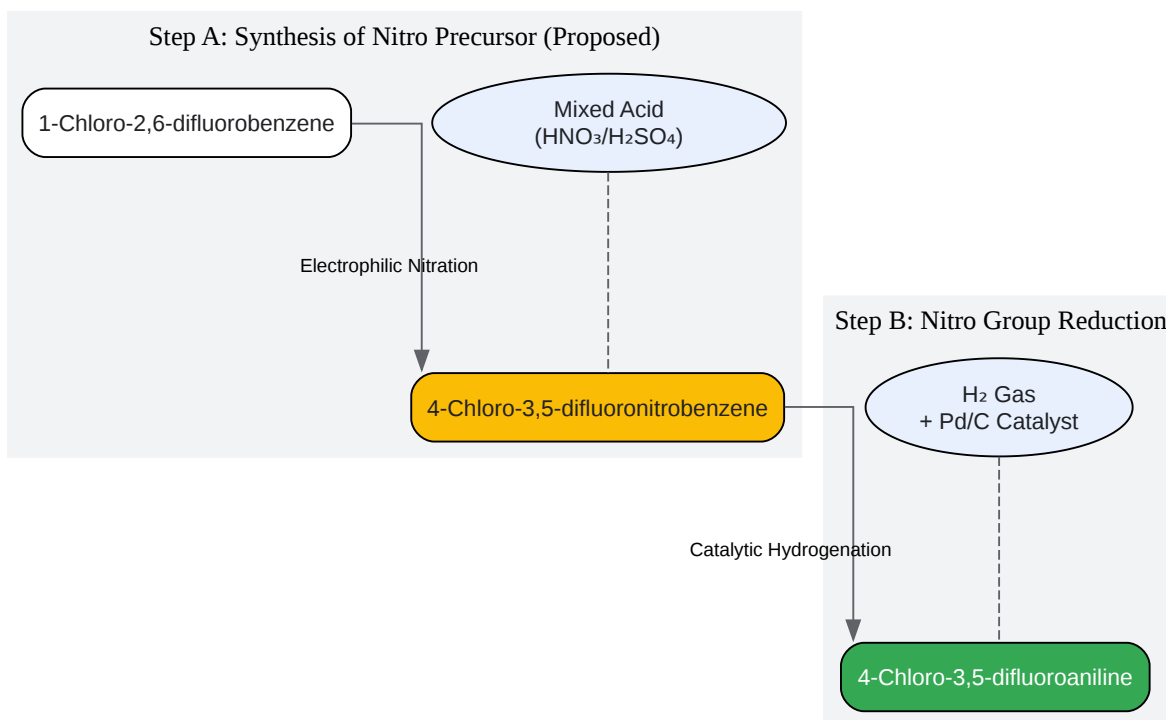 Step A: Synthesis of Nitro Precursor (Proposed)
1-Chloro-2,6-difluorobenzene
Mixed Acid
(HNO₃/H₂SO₄)
Electrophilic Nitration
4-Chloro-3,5-difluoronitrobenzene
Step B: Nitro Group Reduction
H₂ Gas
+ Pd/C Catalyst
Catalytic Hydrogenation
4-Chloro-3,5-difluoroaniline